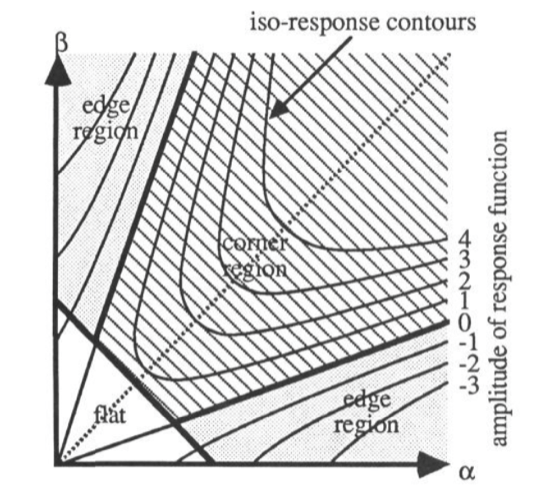 iso-response contours
β
edge
region
corner
region
flat
edge
region
α
4
3
2
1
0
-1
-2
-3
amplitude of response function